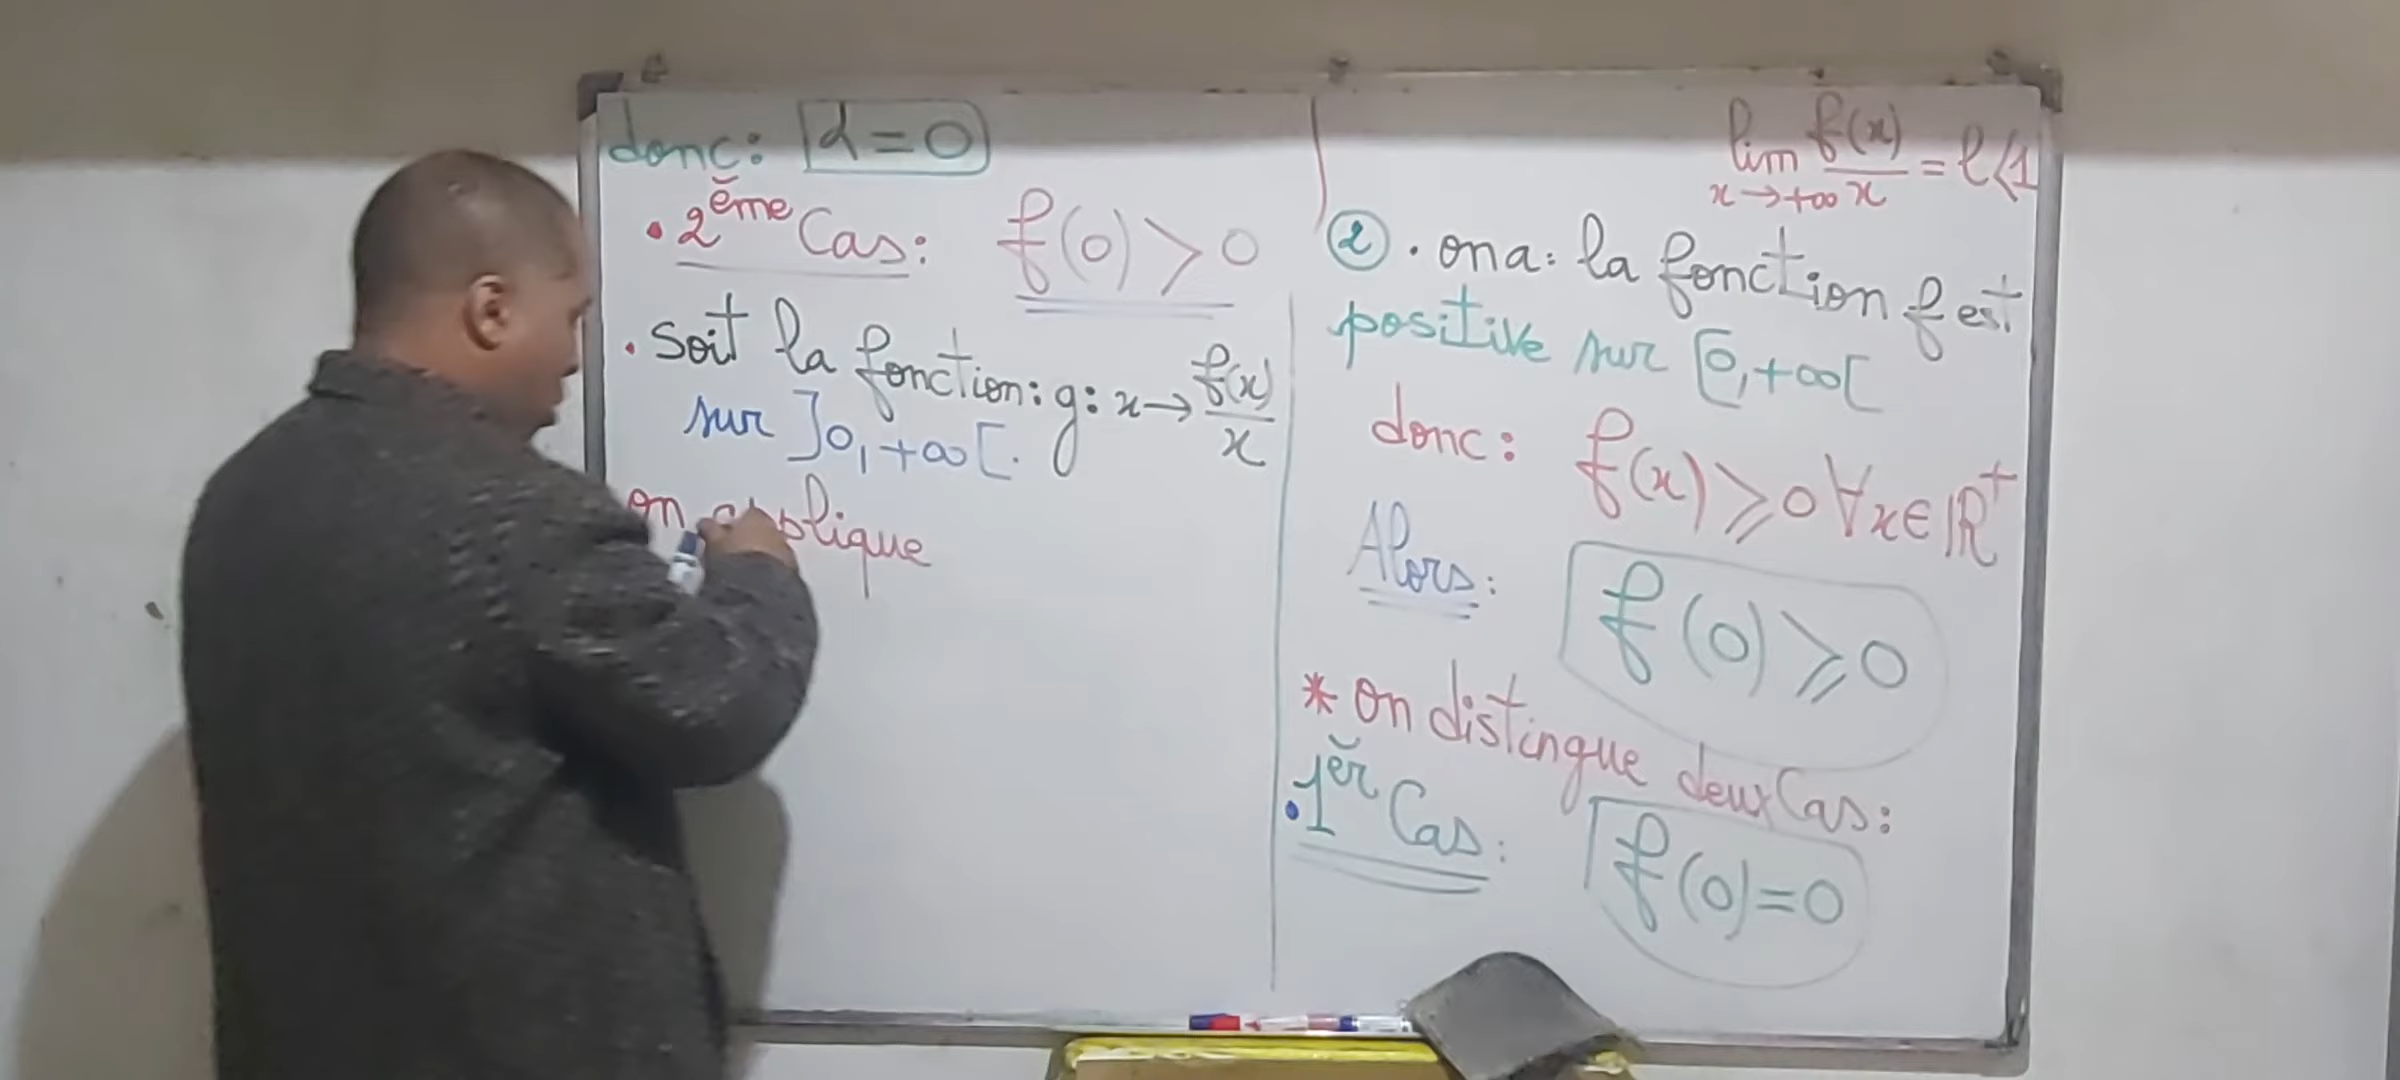 donc: α = 0
• 2ème Cas: f(0) > 0
• Soit la fonction: g: x → f(x)/x
sur ]0, +∞[.
on applique
lim x→+∞ f(x)/x = l < 1
② • on a: la fonction f est
positive sur [0, +∞[
donc: f(x) ⩾ 0 ∀x ∈ ℝ⁺
Alors: f(0) ⩾ 0
* on distingue deux Cas:
• 1er Cas: f(0) = 0